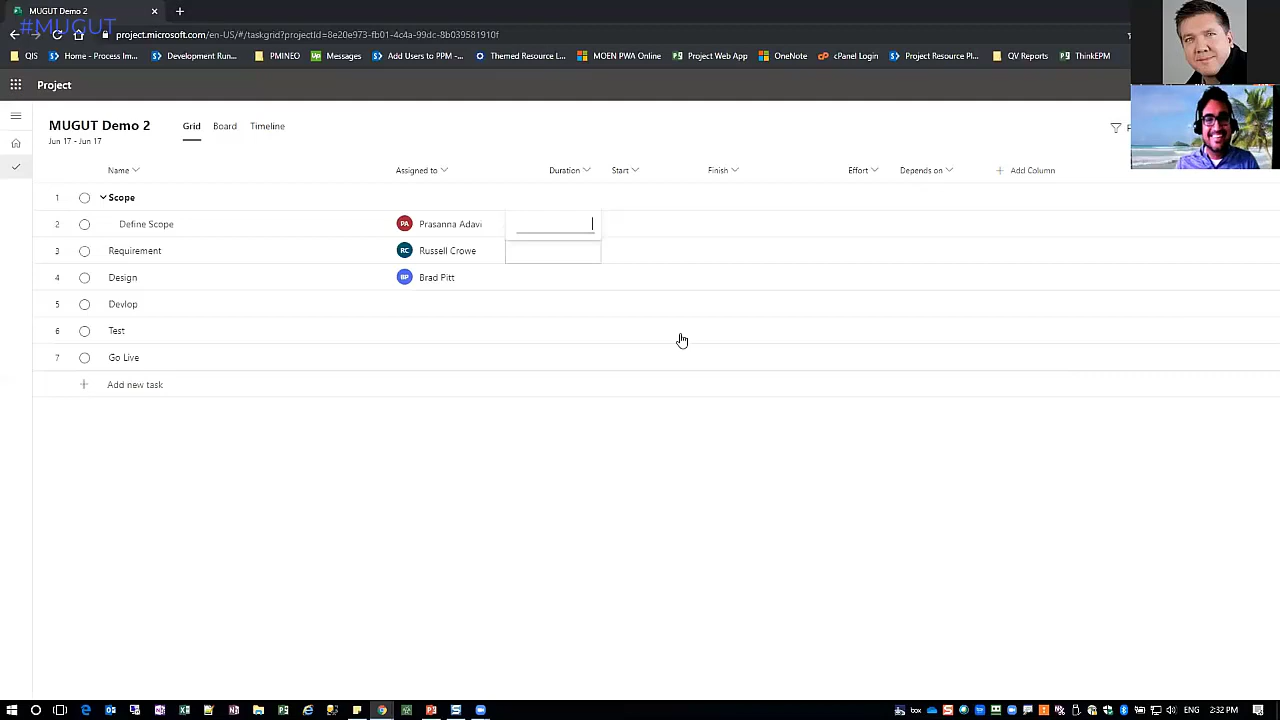 MUGUT Demo 2
#MUGUT
project.microsoft.com/en-US/#/taskgrid?projectId=8e20e973-fb01-4c4a-99dc-8b039581910f
QIS Home - Process Im... Development Run... PMINEO Messages Add Users to PPM -... Themed Resource L... MOEN PWA Online Project Web App OneNote cPanel Login Project Resource Pl... QV Reports ThinkEPM
Project
MUGUT Demo 2 Grid Board Timeline
Jun 17 - Jun 17
F
Name Assigned to Duration Start Finish Effort Depends on Add Column
1 Scope
2 Define Scope PA Prasanna Adavi
3 Requirement RC Russell Crowe
4 Design BP Brad Pitt
5 Devlop
6 Test
7 Go Live
Add new task
box ENG 2:32 PM